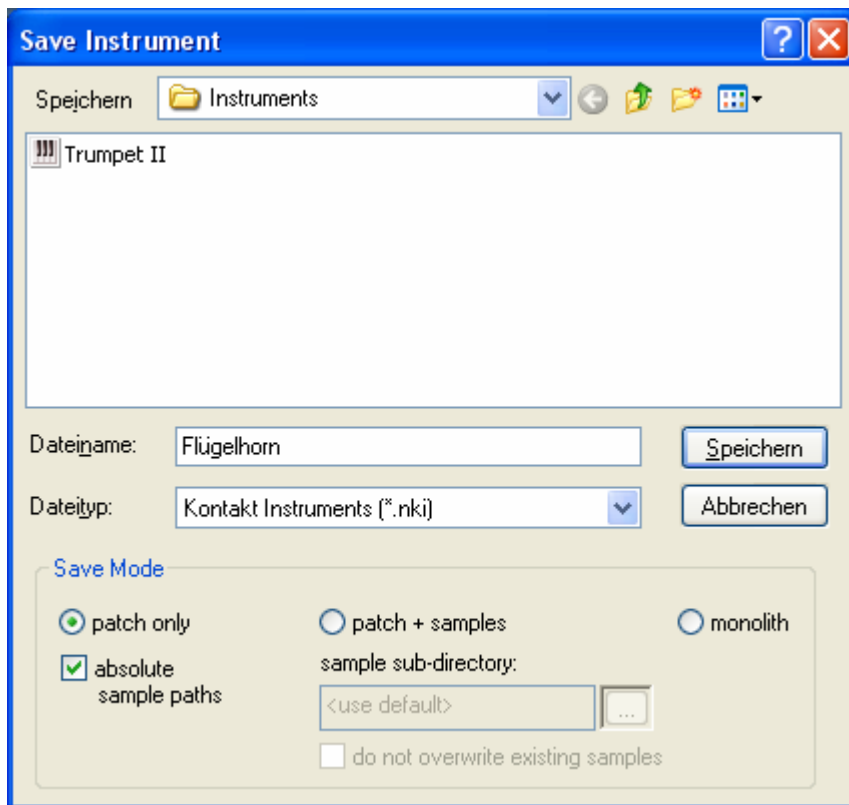 Save Instrument
Speichern Instruments
Trumpet II
Dateiname: Flügelhorn Speichern
Dateityp: Kontakt Instruments (*.nki) Abbrechen
Save Mode
patch only patch + samples monolith
absolute sample sub-directory:
sample paths
<use default> ...
do not overwrite existing samples